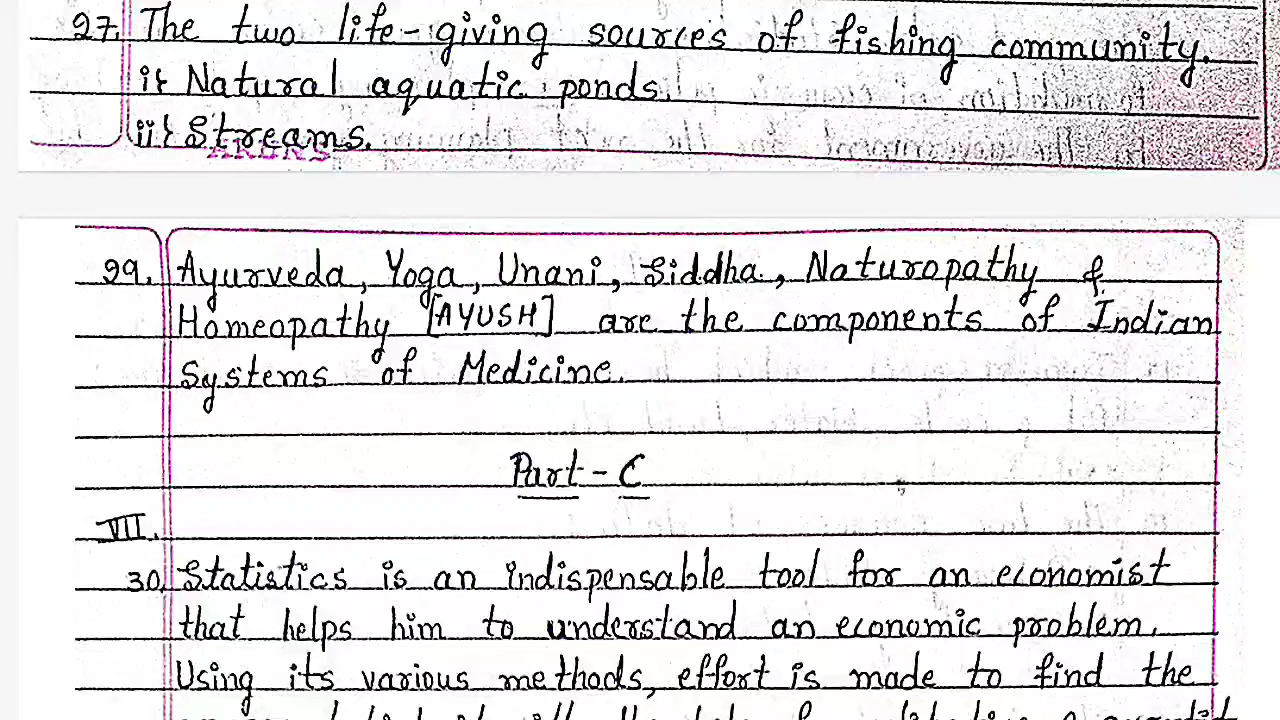 27. The two life-giving sources of fishing community.
i} Natural aquatic ponds.
ii} Streams.
29. Ayurveda, Yoga, Unani, Siddha, Naturopathy &
Homeopathy [AYUSH] are the components of Indian
Systems of Medicine.
Part - C
VII.
30. Statistics is an indispensable tool for an economist
that helps him to understand an economic problem.
Using its various methods, effort is made to find the